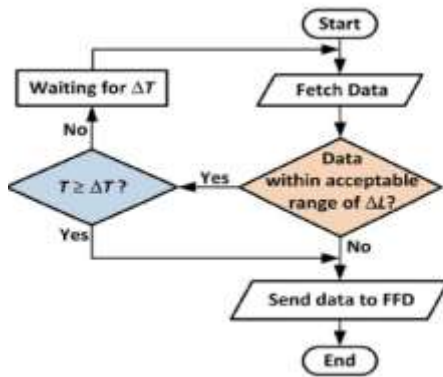 Start
Waiting for ΔT
Fetch Data
No
Data
within acceptable
range of ΔL?
Yes
T ≥ ΔT ?
Yes
No
Send data to FFD
End